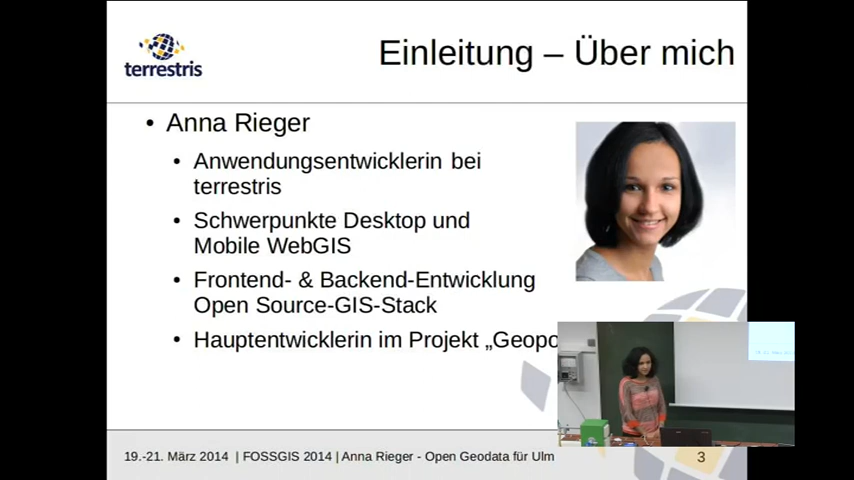 terrestris
Einleitung – Über mich
• Anna Rieger
• Anwendungsentwicklerin bei
terrestris
• Schwerpunkte Desktop und
Mobile WebGIS
• Frontend- & Backend-Entwicklung
Open Source-GIS-Stack
• Hauptentwicklerin im Projekt „Geopo
19.-21. März 2014 | FOSSGIS 2014 | Anna Rieger - Open Geodata für Ulm
3